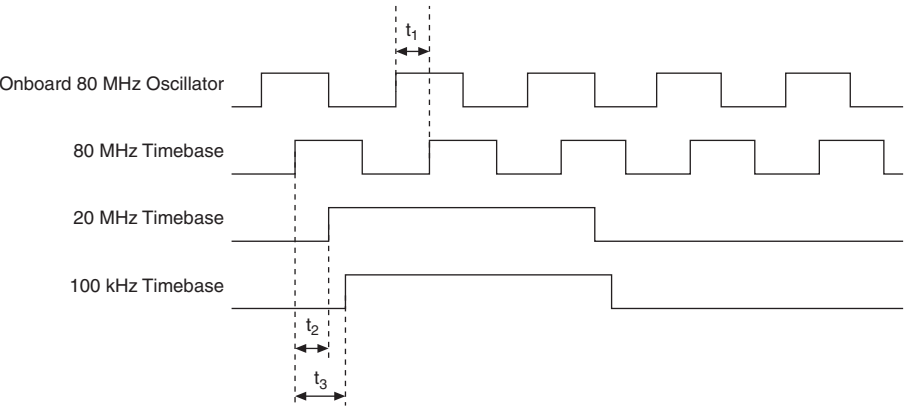 t₁
Onboard 80 MHz Oscillator
80 MHz Timebase
20 MHz Timebase
100 kHz Timebase
t₂
t₃